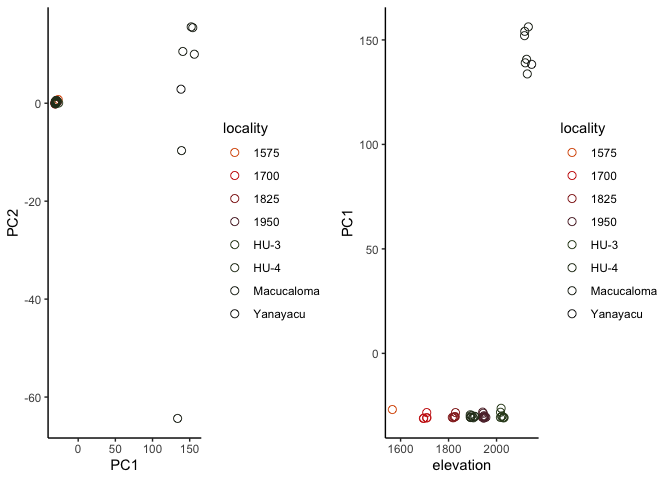 0
-20
-40
-60
PC2
0
50
100
150
PC1
locality
1575
1700
1825
1950
HU-3
HU-4
Macucaloma
Yanayacu
150
100
50
0
PC1
1600
1800
2000
elevation
locality
1575
1700
1825
1950
HU-3
HU-4
Macucaloma
Yanayacu